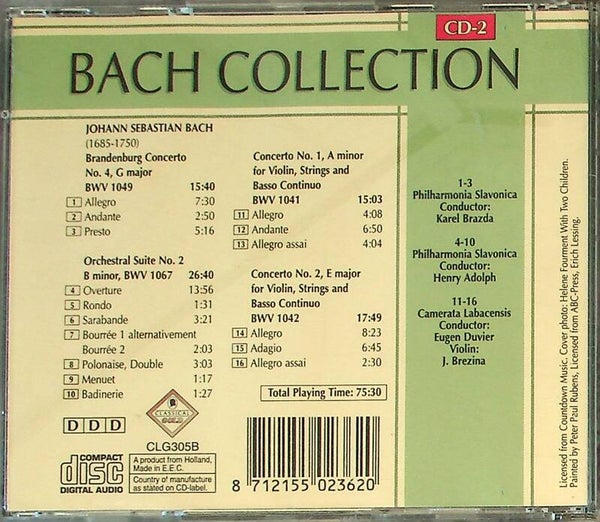 CD-2
BACH COLLECTION
JOHANN SEBASTIAN BACH
(1685-1750)
Brandenburg Concerto
No. 4, G major
BWV 1049 15:40
1 Allegro 7:30
2 Andante 2:50
3 Presto 5:16
Orchestral Suite No. 2
B minor, BWV 1067 26:40
4 Overture 13:56
5 Rondo 1:31
6 Sarabande 3:21
7 Bourrée 1 alternativement
Bourrée 2 2:03
8 Polonaise, Double 3:03
9 Menuet 1:17
10 Badinerie 1:27
Concerto No. 1, A minor
for Violin, Strings and
Basso Continuo
BWV 1041 15:03
11 Allegro 4:08
12 Andante 6:50
13 Allegro assai 4:04
Concerto No. 2, E major
for Violin, Strings and
Basso Continuo
BWV 1042 17:49
14 Allegro 8:23
15 Adagio 6:45
16 Allegro assai 2:30
Total Playing Time: 75:30
1-3
Philharmonia Slavonica
Conductor:
Karel Brazda
4-10
Philharmonia Slavonica
Conductor:
Henry Adolph
11-16
Camerata Labacensis
Conductor:
Eugen Duvier
Violin:
J. Brezina
Licensed from Countdown Music. Cover photo: Helene Fourment With Two Children.
Painted by Peter Paul Rubens, Licensed from ABC-Press, Erich Lessing.
DDD
CLASSICAL
GOLD
CLG305B
COMPACT
disc
DIGITAL AUDIO
A product from Holland,
Made in E.E.C.
Country of manufacture
as stated on CD-label.
8 712155 023620